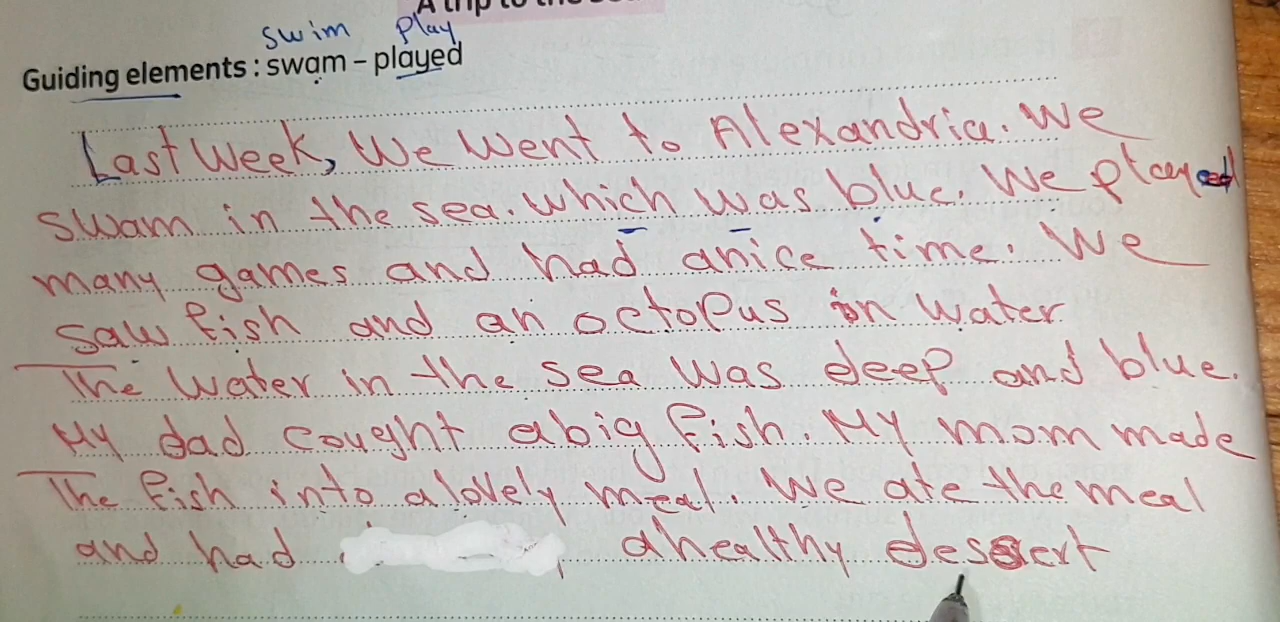 A trip to the
swim play
Guiding elements : swam – played
Last week, We went to Alexandria. We
swam in the sea. which was blue. We played
many games and had anice time. We
saw fish and an octopus in water
The water in the sea was deep and blue.
My dad cought abig fish. My mom made
The fish into alovely meal. We ate the meal
and had ahealthy dessert